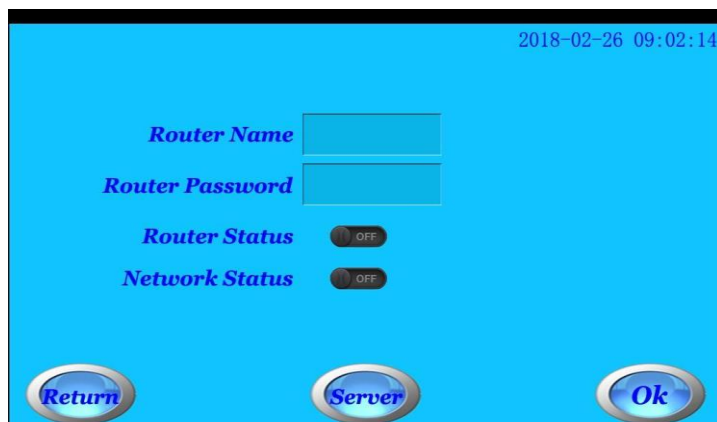 2018-02-26 09:02:14
Router Name
Router Password
Router Status OFF
Network Status OFF
Return Server Ok